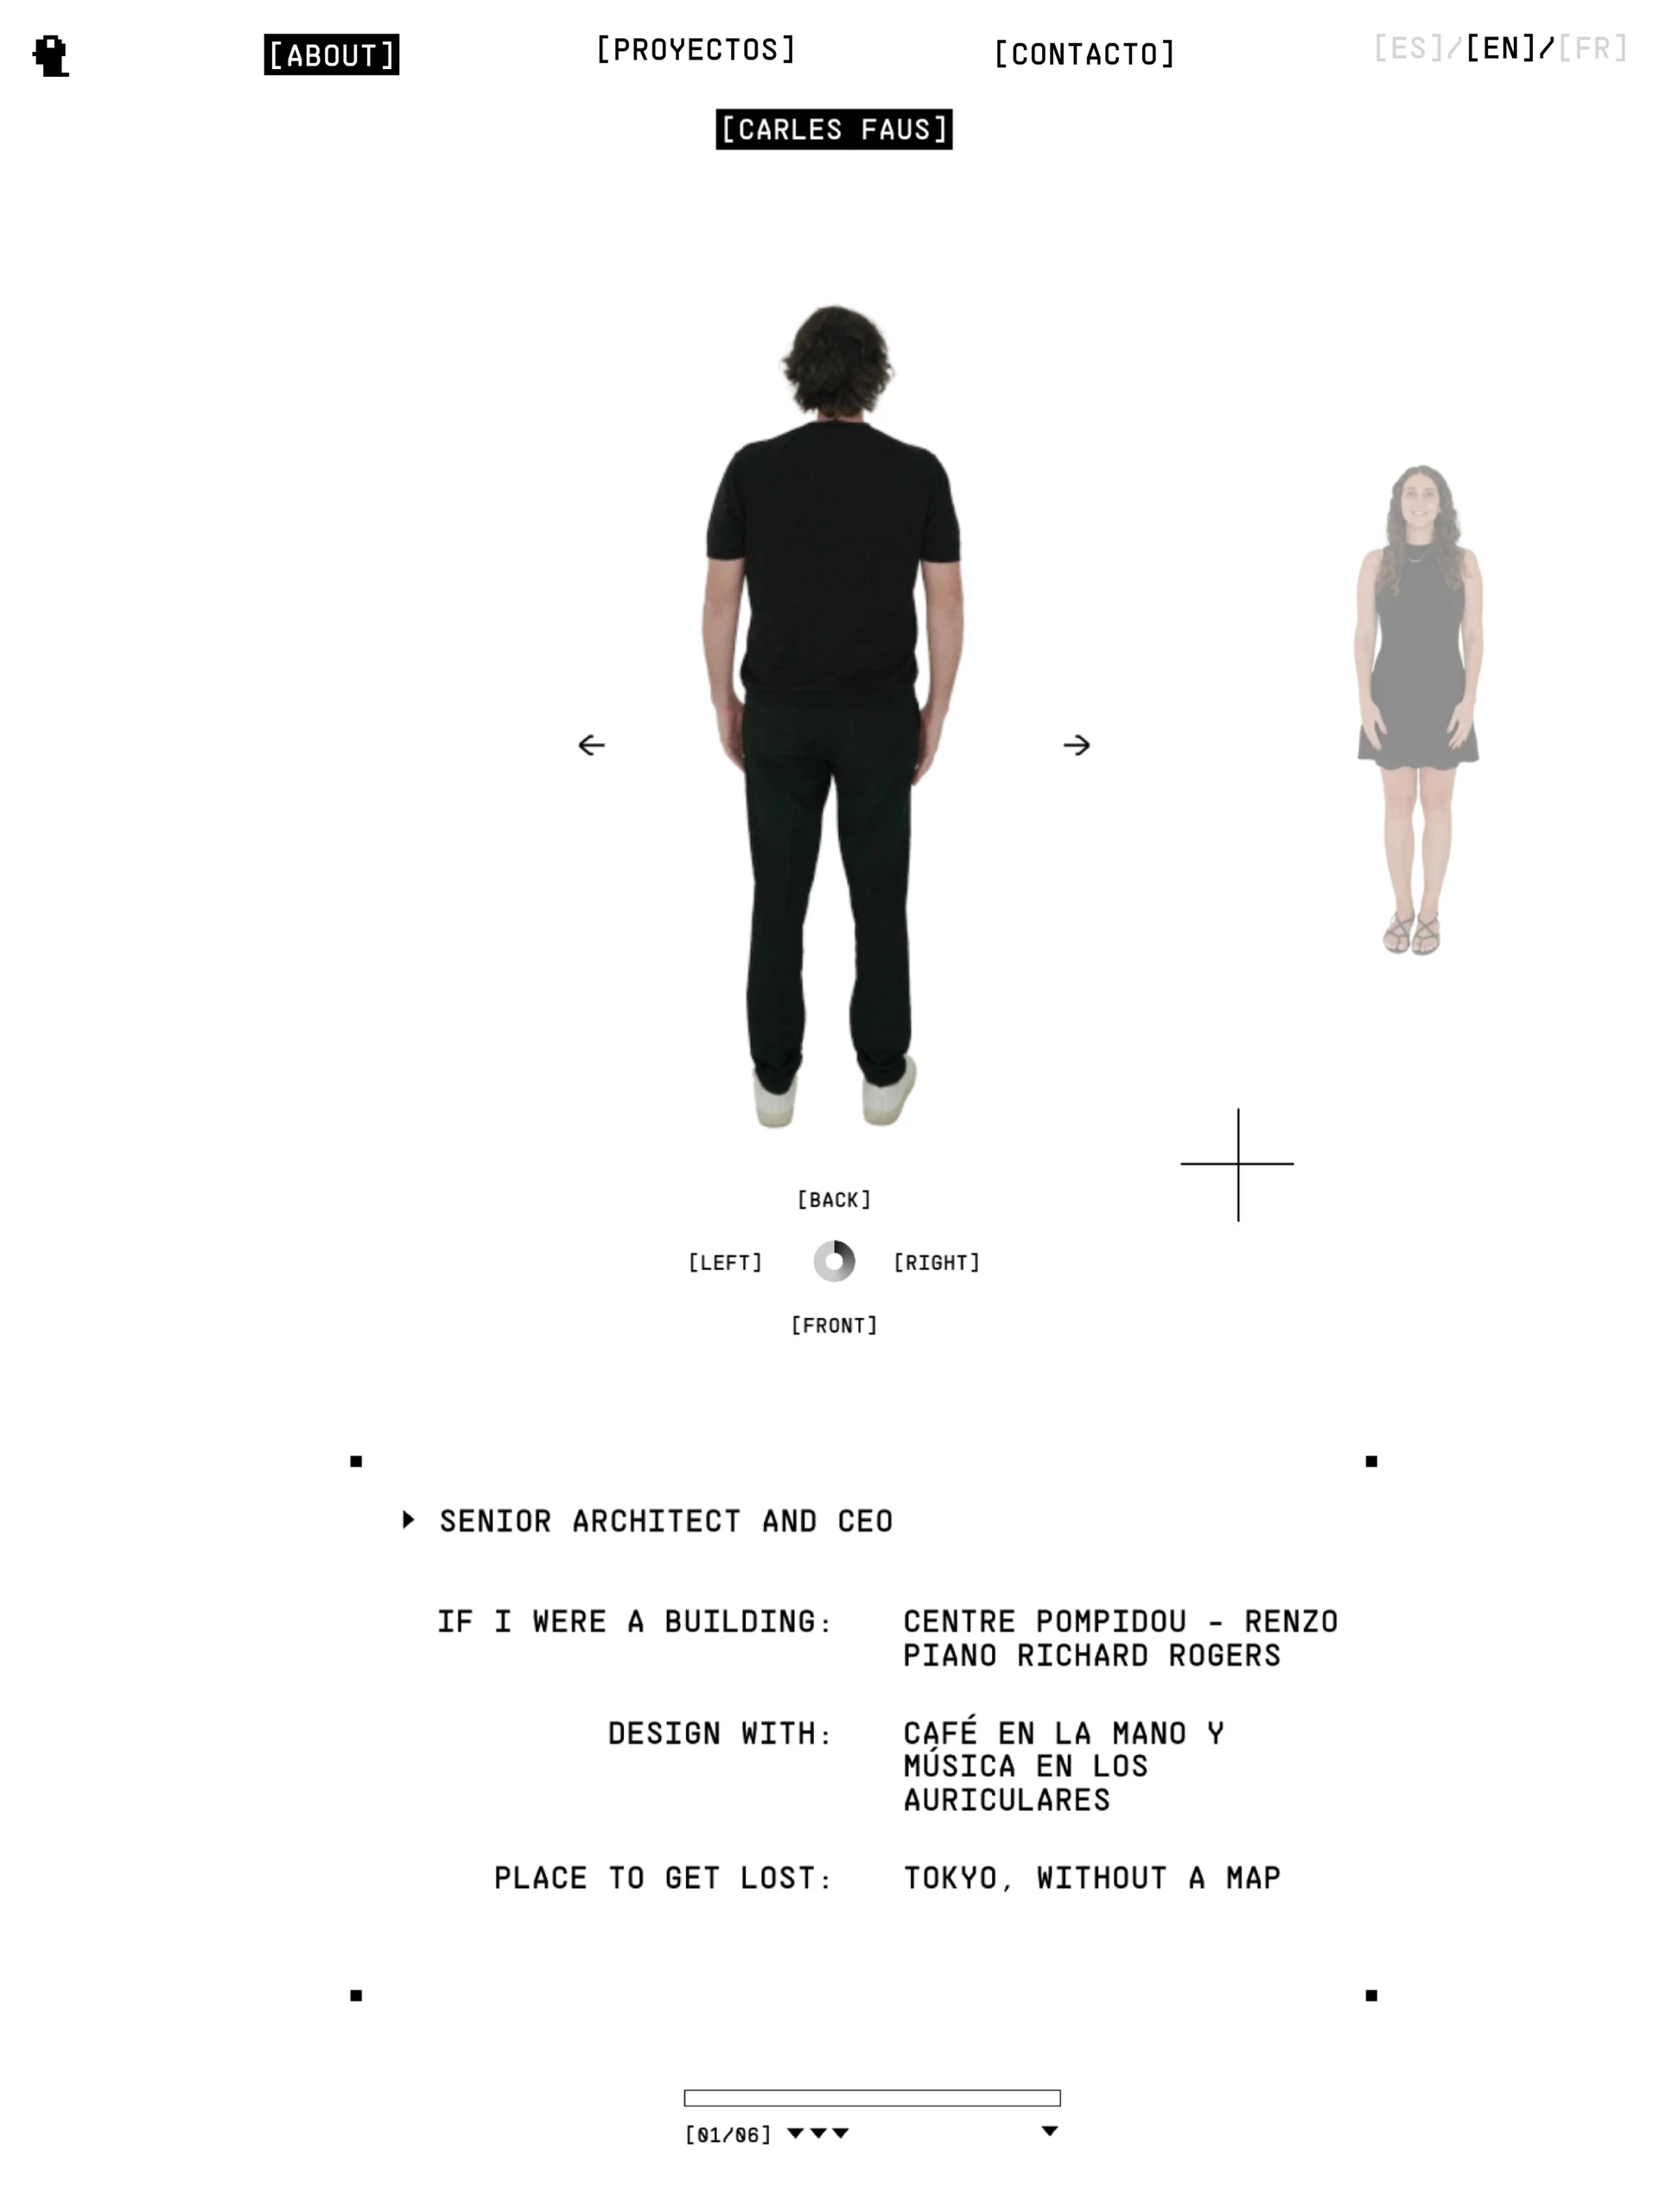 [ABOUT]
[PROYECTOS]
[CONTACTO]
[ES]/[EN]/[FR]
[CARLES FAUS]
[BACK]
[LEFT]
[RIGHT]
[FRONT]
SENIOR ARCHITECT AND CEO
IF I WERE A BUILDING:
CENTRE POMPIDOU - RENZO
PIANO RICHARD ROGERS
DESIGN WITH:
CAFÉ EN LA MANO Y
MÚSICA EN LOS
AURICULARES
PLACE TO GET LOST:
TOKYO, WITHOUT A MAP
[01/06]